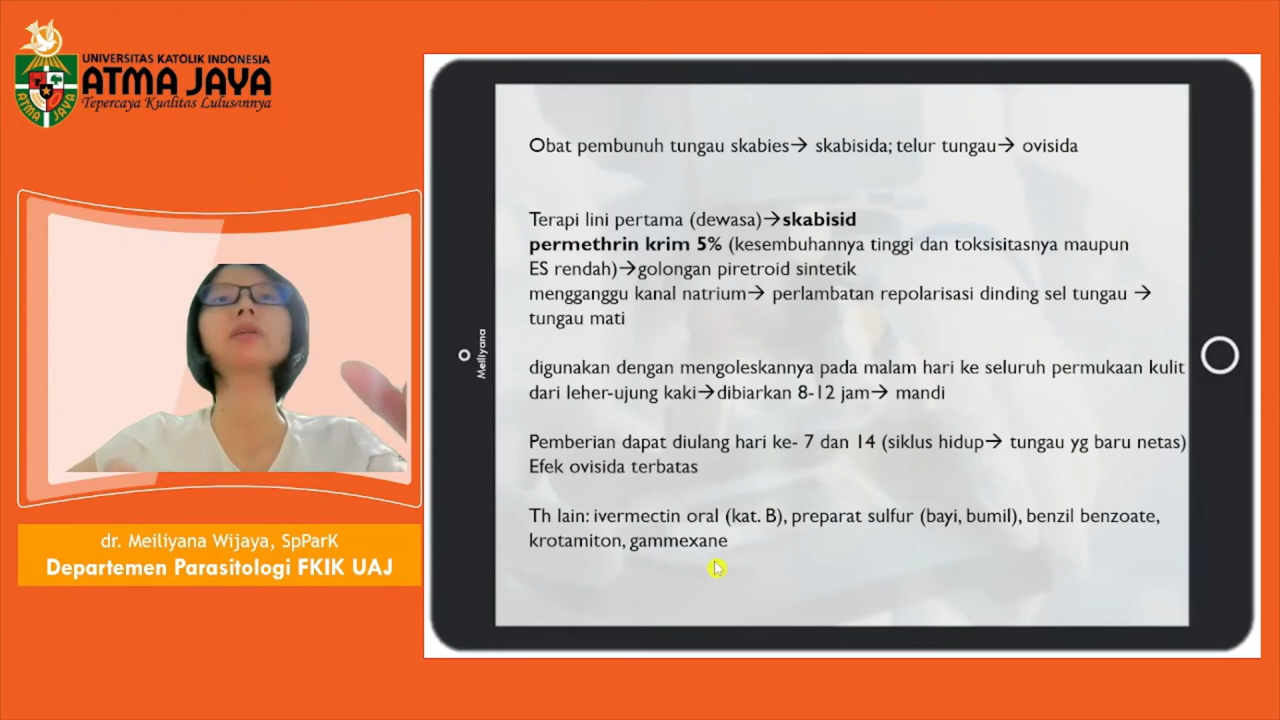 UNIVERSITAS KATOLIK INDONESIA
ATMA JAYA
Tepercaya Kualitas Lulusannya
ATMA JAYA
dr. Meiliyana Wijaya, SpParK
Departemen Parasitologi FKIK UAJ
Meiliyana
Obat pembunuh tungau skabies→ skabisida; telur tungau→ ovisida
Terapi lini pertama (dewasa)→skabisid
permethrin krim 5% (kesembuhannya tinggi dan toksisitasnya maupun
ES rendah)→golongan piretroid sintetik
mengganggu kanal natrium→ perlambatan repolarisasi dinding sel tungau →
tungau mati
digunakan dengan mengoleskannya pada malam hari ke seluruh permukaan kulit
dari leher-ujung kaki→dibiarkan 8-12 jam→ mandi
Pemberian dapat diulang hari ke- 7 dan 14 (siklus hidup→ tungau yg baru netas)
Efek ovisida terbatas
Th lain: ivermectin oral (kat. B), preparat sulfur (bayi, bumil), benzil benzoate,
krotamiton, gammexane